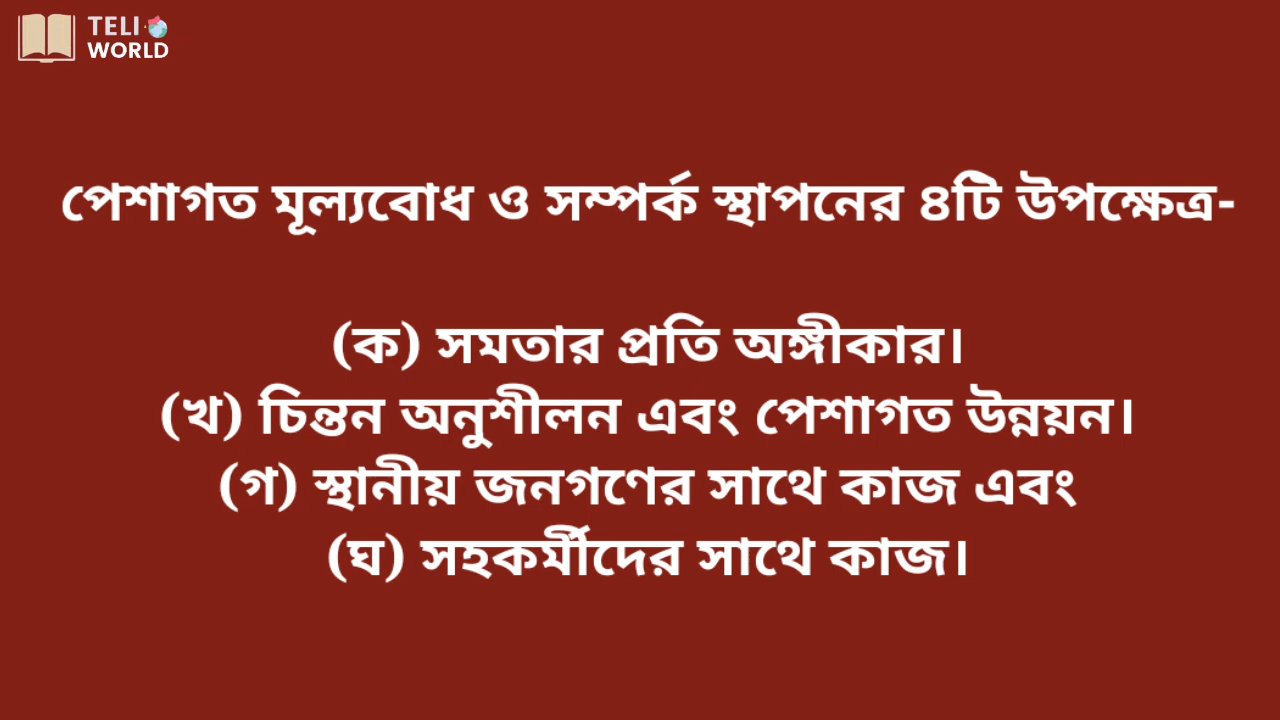 TELI
WORLD
পেশাগত মূল্যবোধ ও সম্পর্ক স্থাপনের ৪টি উপক্ষেত্র-
(ক) সমতার প্রতি অঙ্গীকার।
(খ) চিন্তন অনুশীলন এবং পেশাগত উন্নয়ন।
(গ) স্থানীয় জনগণের সাথে কাজ এবং
(ঘ) সহকর্মীদের সাথে কাজ।